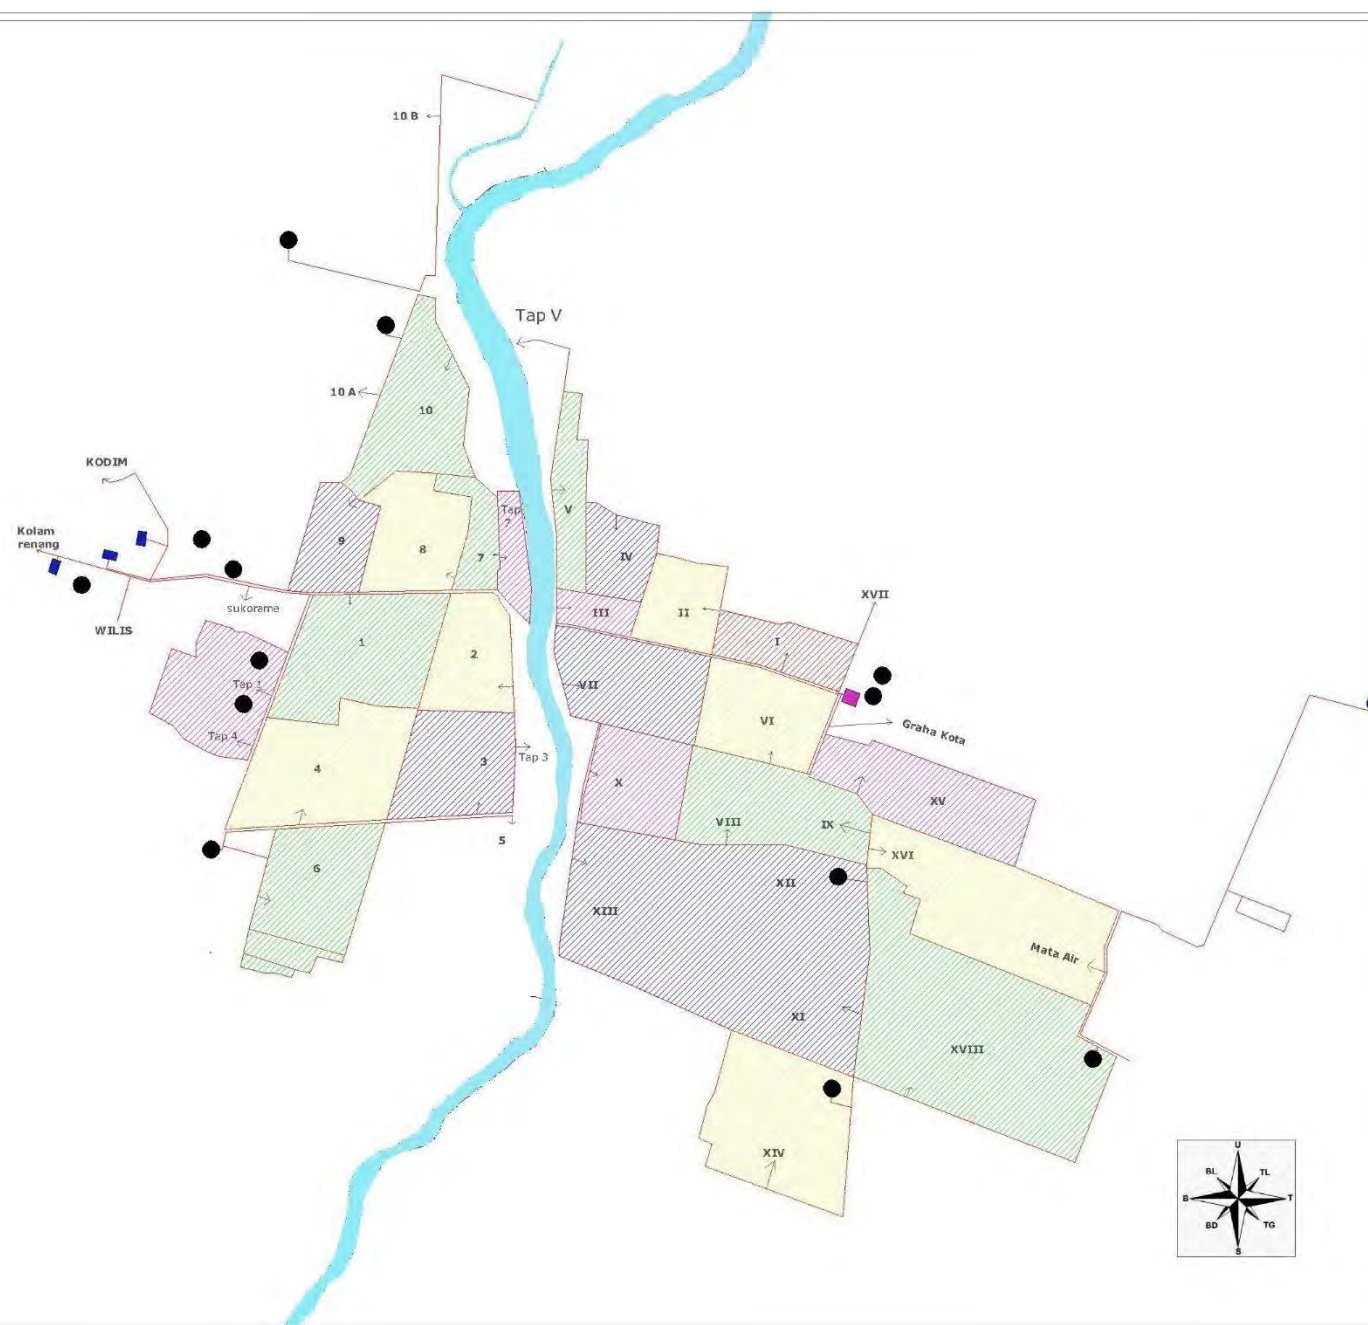 10 B
Tap V
10 A
10
KODIM
Kolam
renang
Tap
7
V
9
8
7
IV
sukorame
III
II
XVII
WILIS
1
2
I
VII
Tap 1
VI
Graha Kota
Tap 4
4
3
Tap 3
X
XV
VIII
IX
5
XVI
6
XII
XIII
Mata Air
XI
XVIII
XIV
U
BL
TL
B
T
BD
TG
S